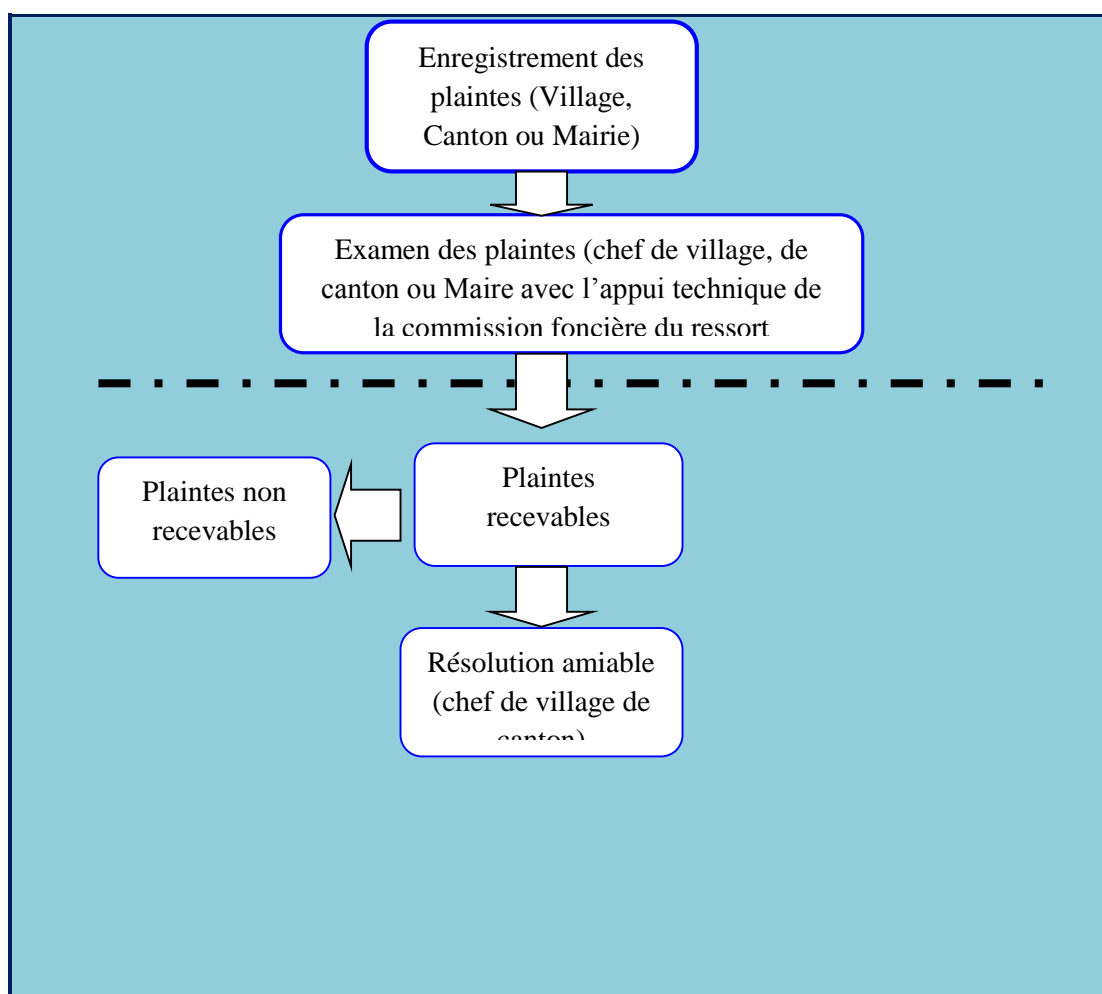 Enregistrement des
plaintes (Village,
Canton ou Mairie)
Examen des plaintes (chef de village, de
canton ou Maire avec l’appui technique de
la commission foncière du ressort
Plaintes non
recevables
Plaintes
recevables
Résolution amiable
(chef de village de
canton)